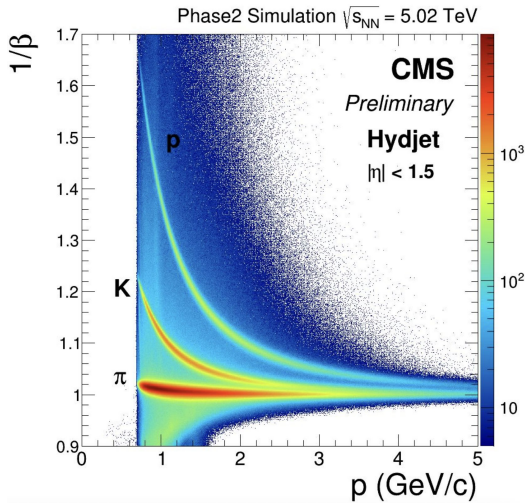 Phase2 Simulation √sNN = 5.02 TeV
1/β
1.7
1.6
1.5
1.4
1.3
1.2
1.1
1
0.9
CMS
Preliminary
Hydjet
|η| < 1.5
p
K
π
10³
10²
10
0 1 2 3 4 5
p (GeV/c)